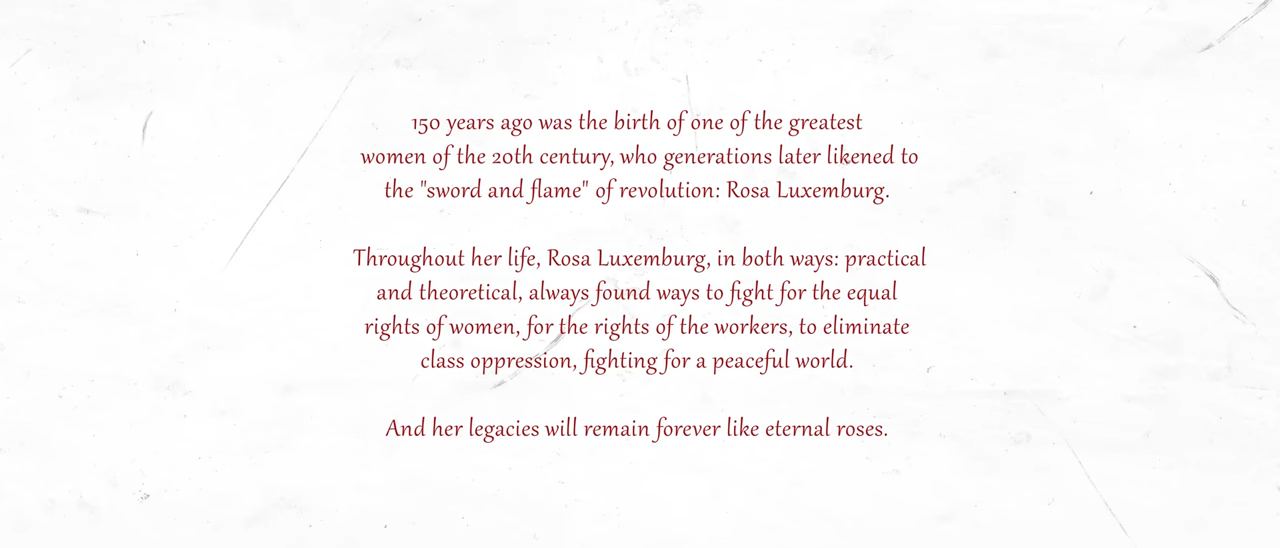 150 years ago was the birth of one of the greatest
women of the 20th century, who generations later likened to
the "sword and flame" of revolution: Rosa Luxemburg.
Throughout her life, Rosa Luxemburg, in both ways: practical
and theoretical, always found ways to fight for the equal
rights of women, for the rights of the workers, to eliminate
class oppression, fighting for a peaceful world.
And her legacies will remain forever like eternal roses.